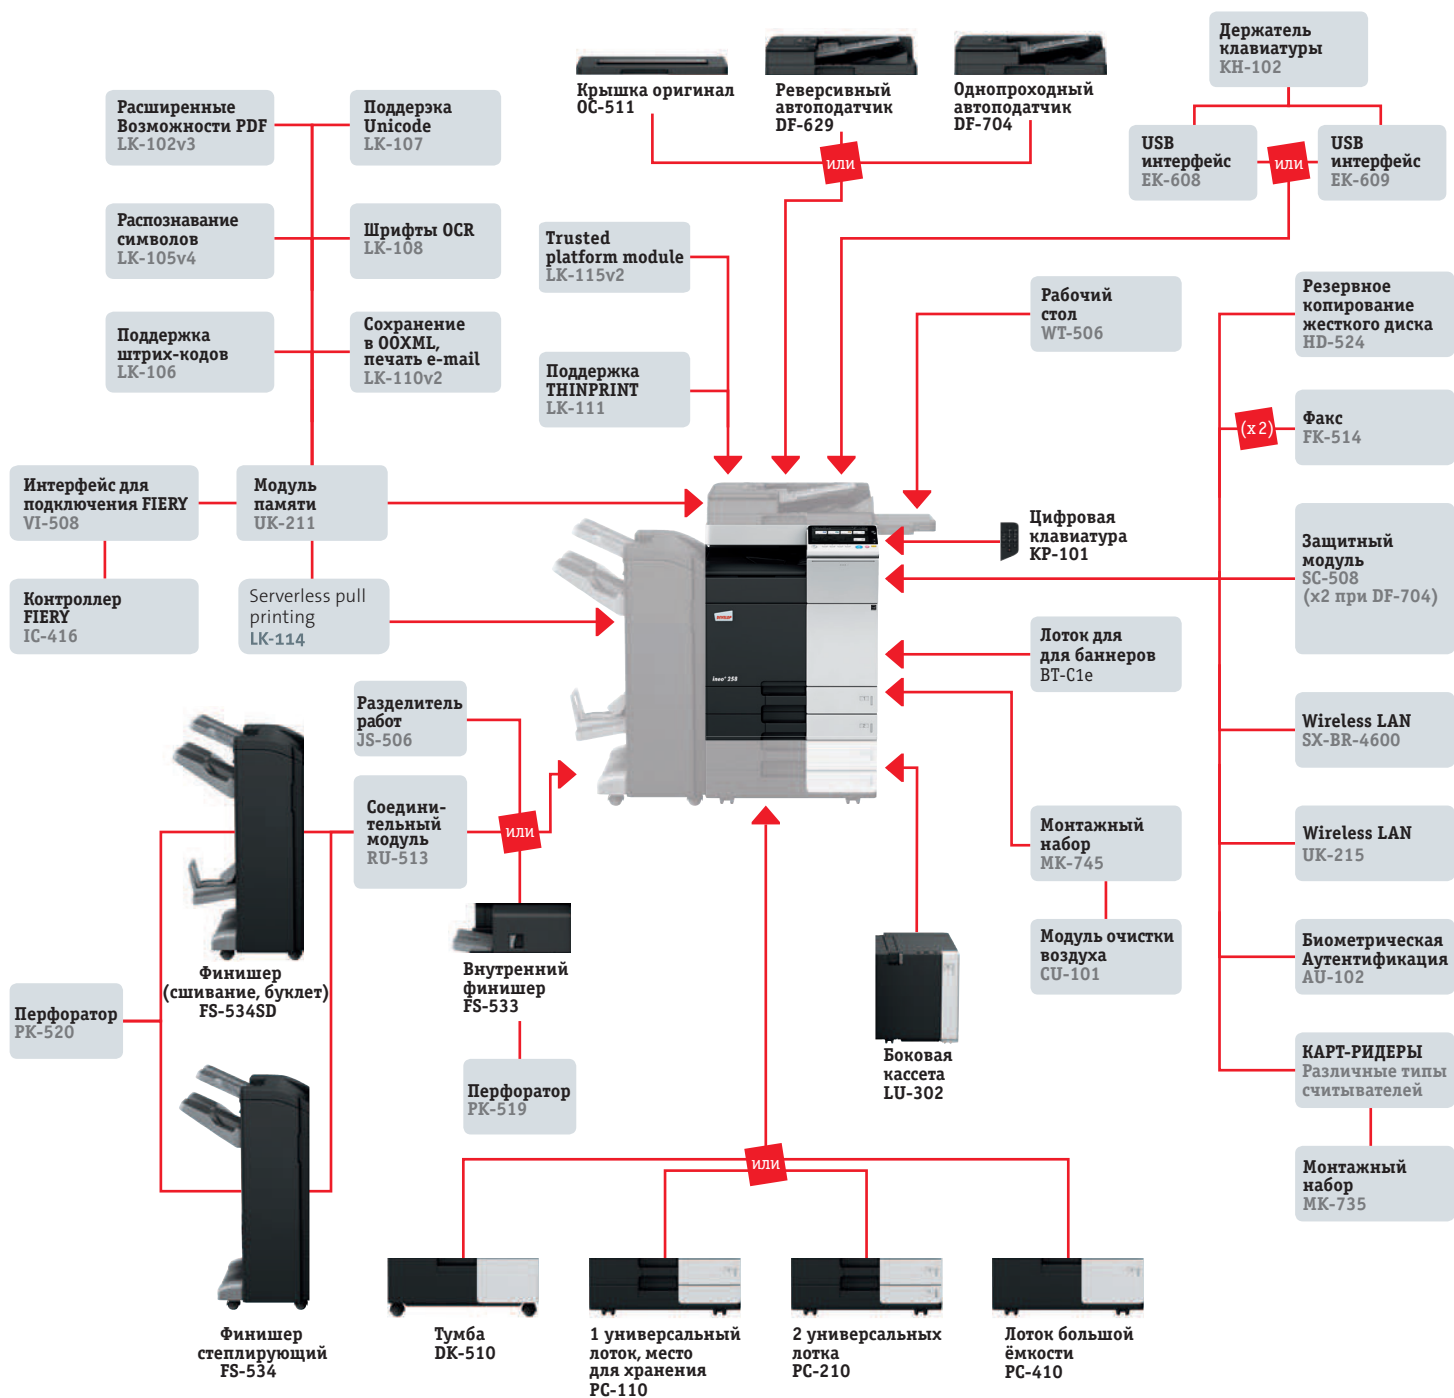 Крышка оригинал
OC-511
Реверсивный
автоподатчик
DF-629
Однопроходный
автоподатчик
DF-704
или
Держатель
клавиатуры
KH-102
USB
интерфейс
EK-608
или
USB
интерфейс
EK-609
Расширенные
Возможности PDF
LK-102v3
Поддерэка
Unicode
LK-107
Распознавание
символов
LK-105v4
Шрифты OCR
LK-108
Поддержка
штрих-кодов
LK-106
Сохранение
в OOXML,
печать e-mail
LK-110v2
Trusted
platform module
LK-115v2
Поддержка
THINPRINT
LK-111
Рабочий
стол
WT-506
Резервное
копирование
жесткого диска
HD-524
(x2)
Факс
FK-514
Интерфейс для
подключения FIERY
VI-508
Модуль
памяти
UK-211
Контроллер
FIERY
IC-416
Serverless pull
printing
LK-114
Цифровая
клавиатура
KP-101
Защитный
модуль
SC-508
(x2 при DF-704)
ineo+ 258
Лоток для
для баннеров
BT-C1e
Разделитель
работ
JS-506
Соедини-
тельный
модуль
RU-513
или
Wireless LAN
SX-BR-4600
Монтажный
набор
MK-745
Wireless LAN
UK-215
Модуль очистки
воздуха
CU-101
Биометрическая
Аутентификация
AU-102
Финишер
(сшивание, буклет)
FS-534SD
Внутренний
финишер
FS-533
Перфоратор
PK-520
Перфоратор
PK-519
Боковая
кассета
LU-302
КАРТ-РИДЕРЫ
Различные типы
считывателей
Монтажный
набор
MK-735
или
Финишер
степлирующий
FS-534
Тумба
DK-510
1 универсальный
лоток, место
для хранения
PC-110
2 универсальных
лотка
PC-210
Лоток большой
ёмкости
PC-410